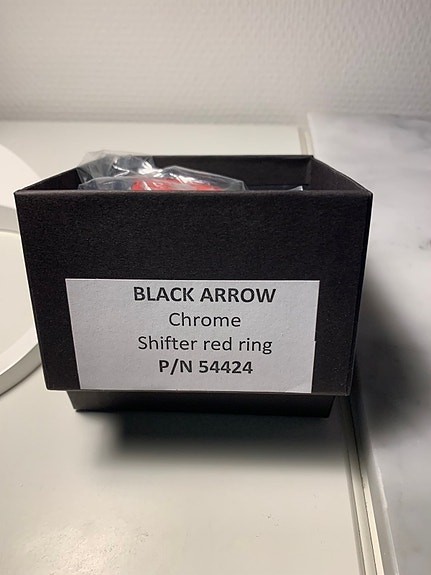 BLACK ARROW
Chrome
Shifter red ring
P/N 54424